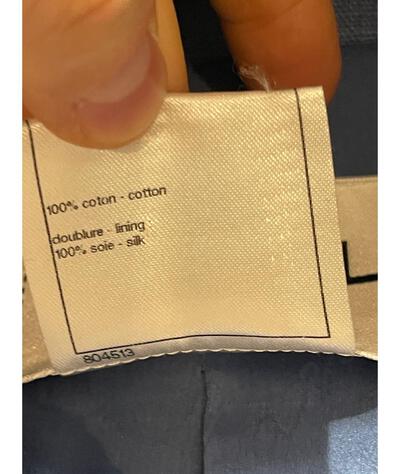 100% coton - cotton
doublure - lining
100% soie - silk
804513